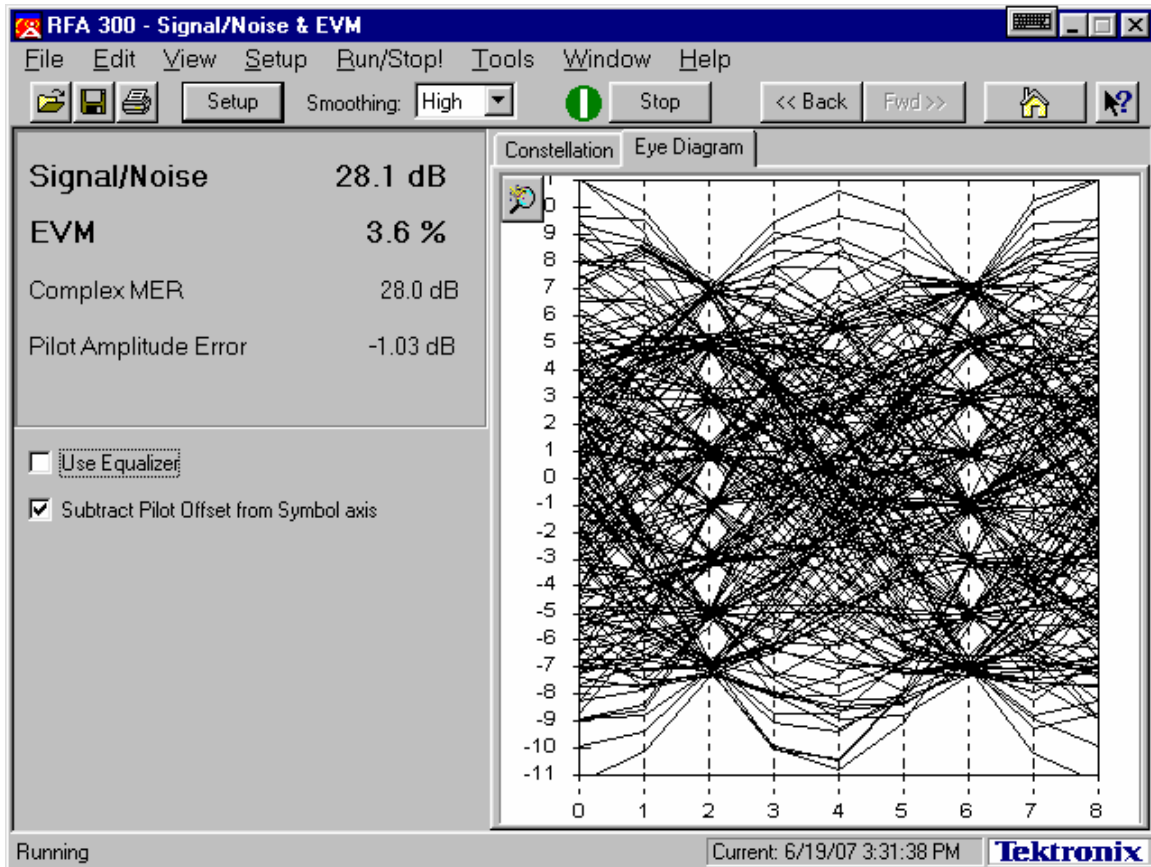 RFA 300 - Signal/Noise & EVM
File Edit View Setup Run/Stop! Tools Window Help
Setup Smoothing: High Stop << Back Fwd >>
Signal/Noise 28.1 dB
EVM 3.6 %
Complex MER 28.0 dB
Pilot Amplitude Error -1.03 dB
Use Equalizer
Subtract Pilot Offset from Symbol axis
Constellation Eye Diagram
9
8
7
6
5
4
3
2
1
0
-1
-2
-3
-4
-5
-6
-7
-8
-9
-10
-11
0 1 2 3 4 5 6 7 8
Running Current: 6/19/07 3:31:38 PM Tektronix